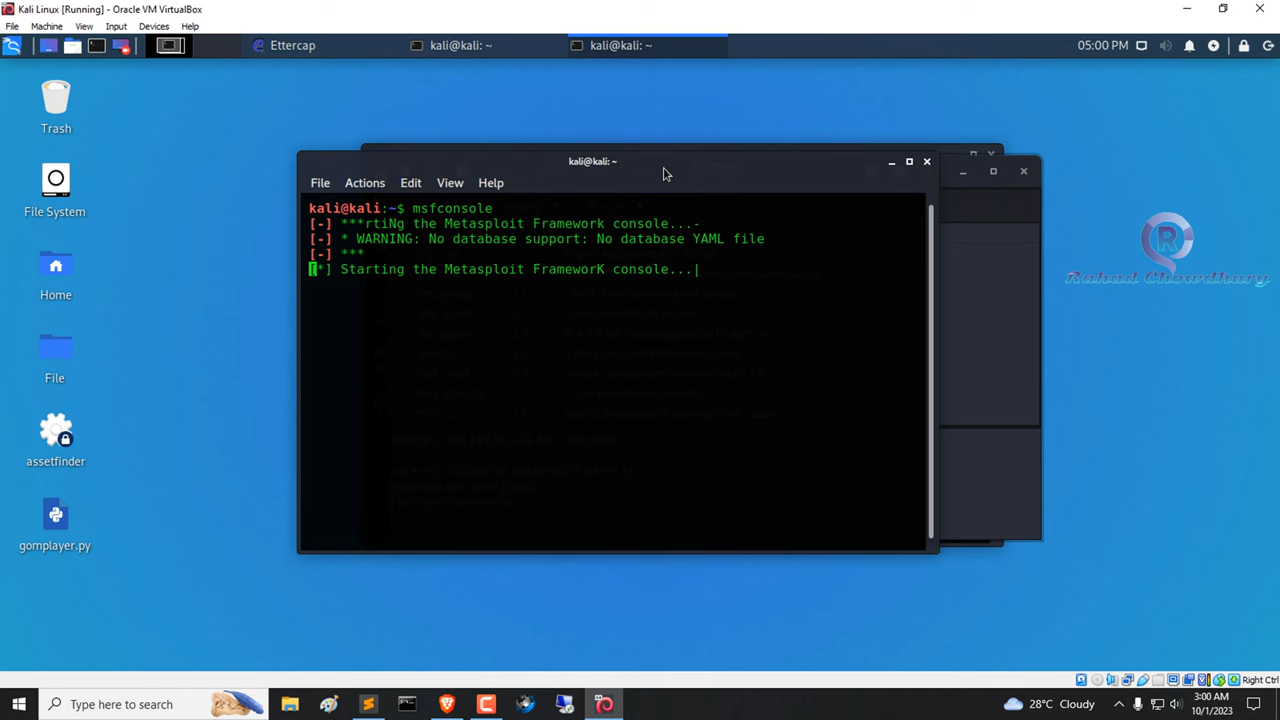 Kali Linux [Running] - Oracle VM VirtualBox
File Machine View Input Devices Help
Ettercap
kali@kali: ~
kali@kali: ~
05:00 PM
Trash
File System
Home
File
assetfinder
gomplayer.py
kali@kali: ~
File Actions Edit View Help
kali@kali:~$ msfconsole
[-] ***rtiNg the Metasploit Framework console...-
[-] * WARNING: No database support: No database YAML file
[-] ***
[*] Starting the Metasploit FrameworK console...|
Rahad Chowdhury
Right Ctrl
Type here to search
28°C Cloudy
3:00 AM
10/1/2023